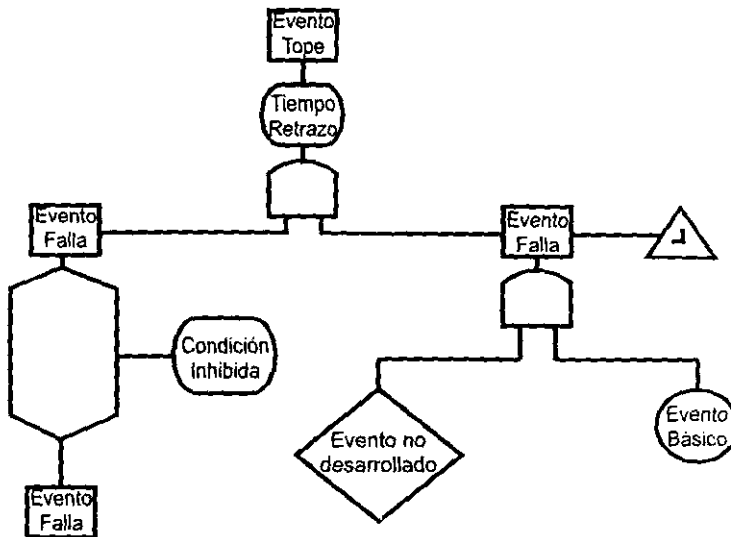 Evento
Tope
Tiempo
Retrazo
Evento
Falla
Evento
Falla
Condición
Inhibida
Evento no
desarrollado
Evento
Básico
Evento
Falla